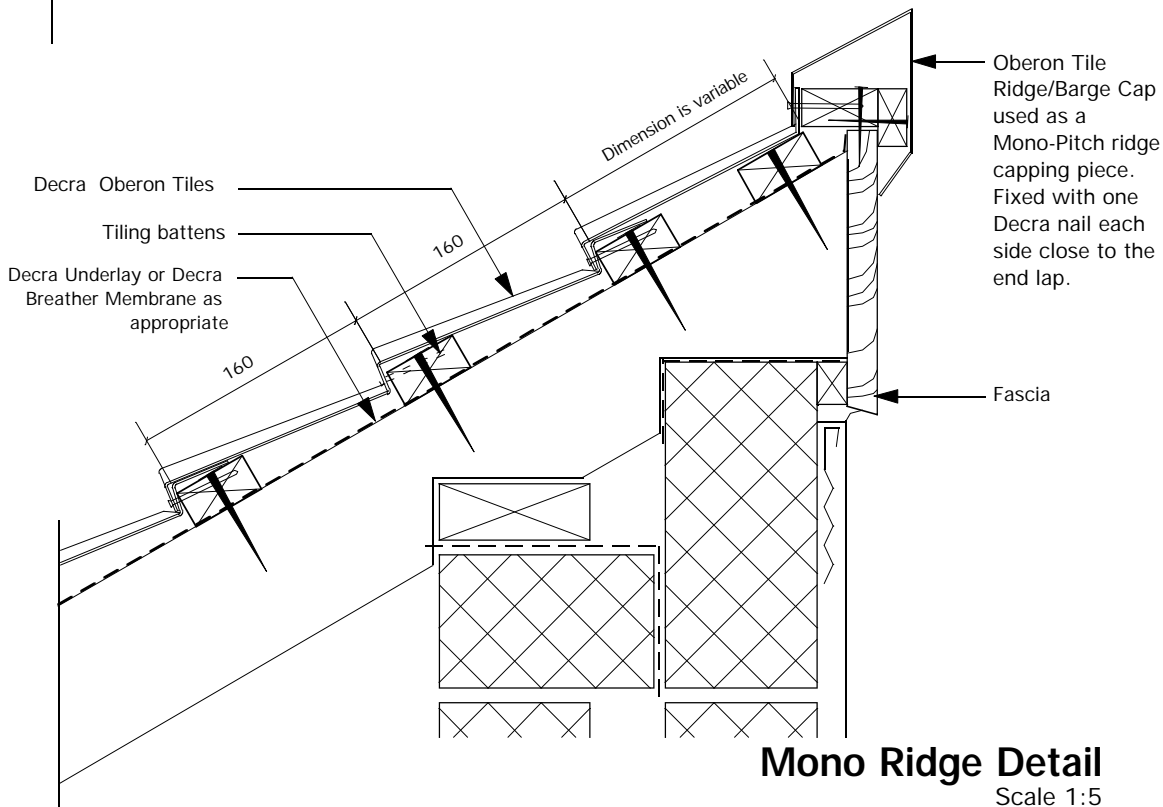 Dimension is variable
160
160
Decra Oberon Tiles
Tiling battens
Decra Underlay or Decra
Breather Membrane as
appropriate
Oberon Tile
Ridge/Barge Cap
used as a
Mono-Pitch ridge
capping piece.
Fixed with one
Decra nail each
side close to the
end lap.
Fascia
Mono Ridge Detail
Scale 1:5